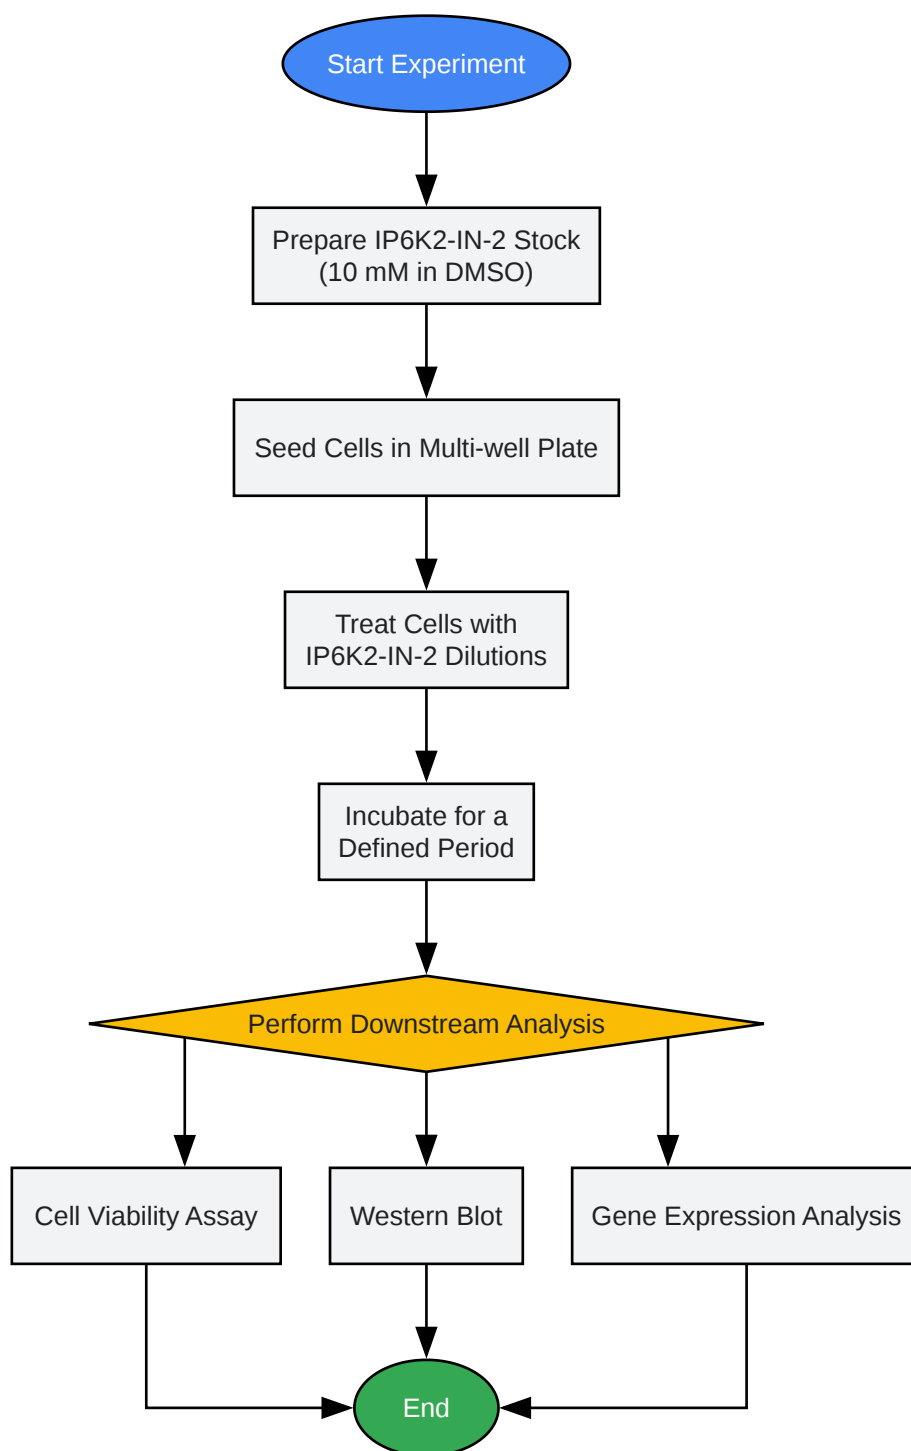 Start Experiment
Prepare IP6K2-IN-2 Stock
(10 mM in DMSO)
Seed Cells in Multi-well Plate
Treat Cells with
IP6K2-IN-2 Dilutions
Incubate for a
Defined Period
Perform Downstream Analysis
Cell Viability Assay
Western Blot
Gene Expression Analysis
End